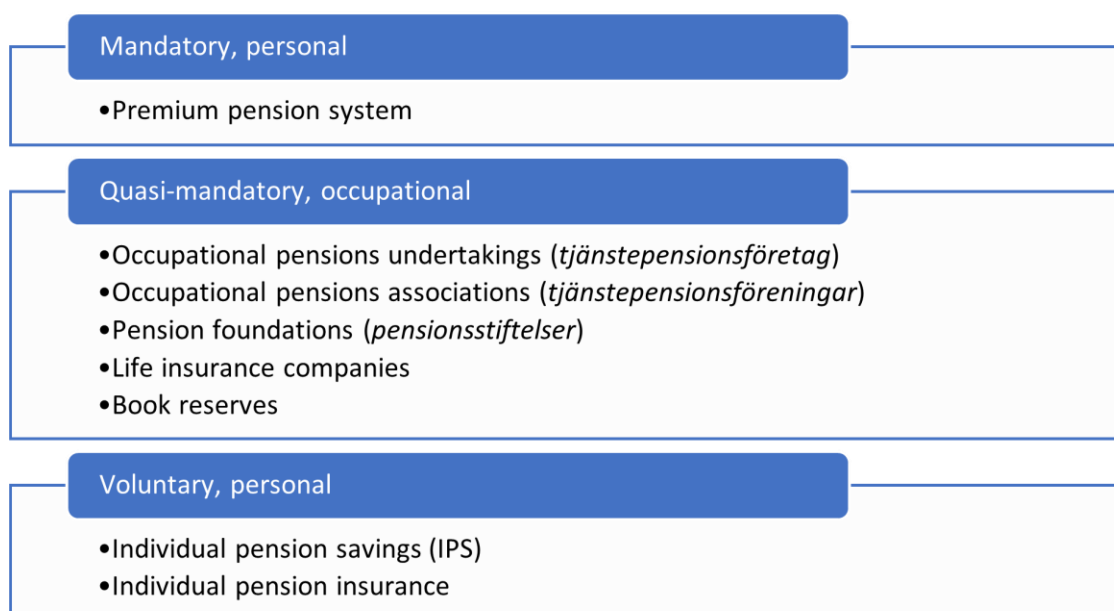 Mandatory, personal
•Premium pension system
Quasi-mandatory, occupational
•Occupational pensions undertakings (tjänstepensionsföretag)
•Occupational pensions associations (tjänstepensionsföreningar)
•Pension foundations (pensionsstiftelser)
•Life insurance companies
•Book reserves
Voluntary, personal
•Individual pension savings (IPS)
•Individual pension insurance